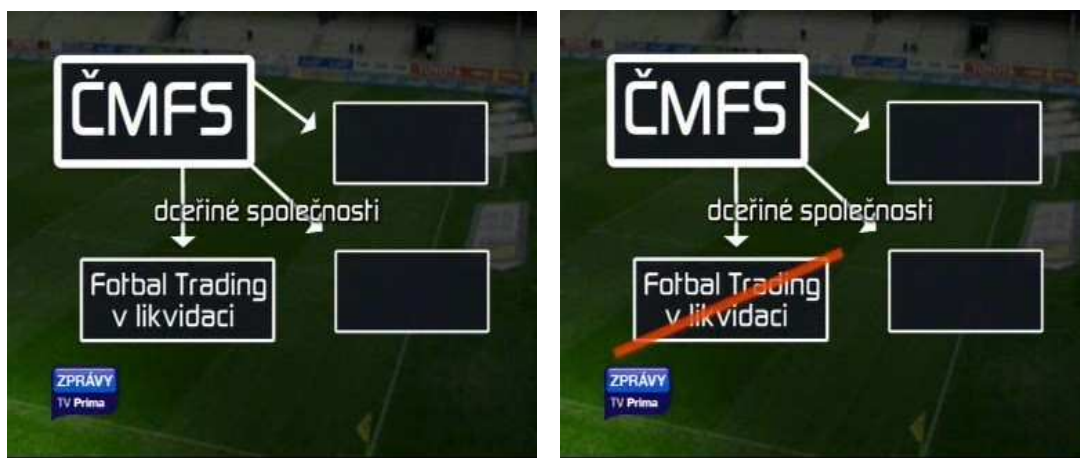 ČMFS
dceřiné společnosti
Fotbal Trading
v likvidaci
ZPRÁVY
TV Prima
ČMFS
dceřiné společnosti
Fotbal Trading
v likvidaci
ZPRÁVY
TV Prima